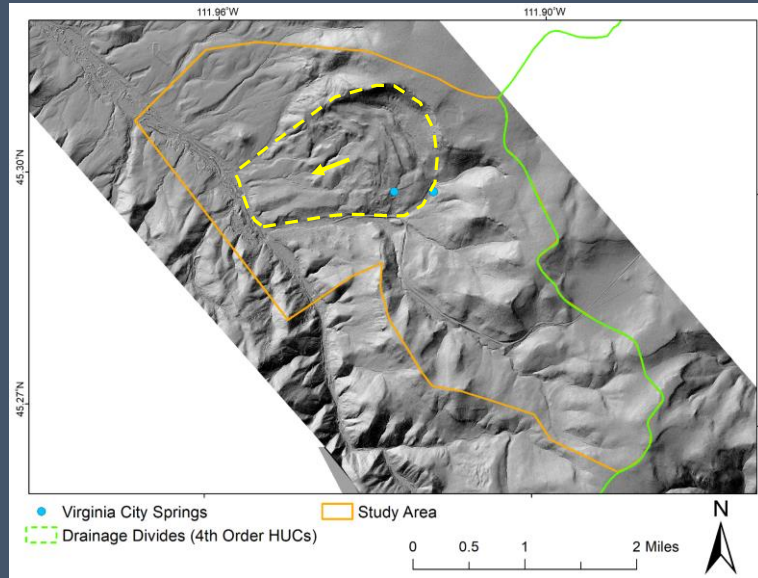 111.96°W 111.90°W
45.30°N
45.27°N
Virginia City Springs
Study Area
Drainage Divides (4th Order HUCs)
0 0.5 1 2 Miles
N